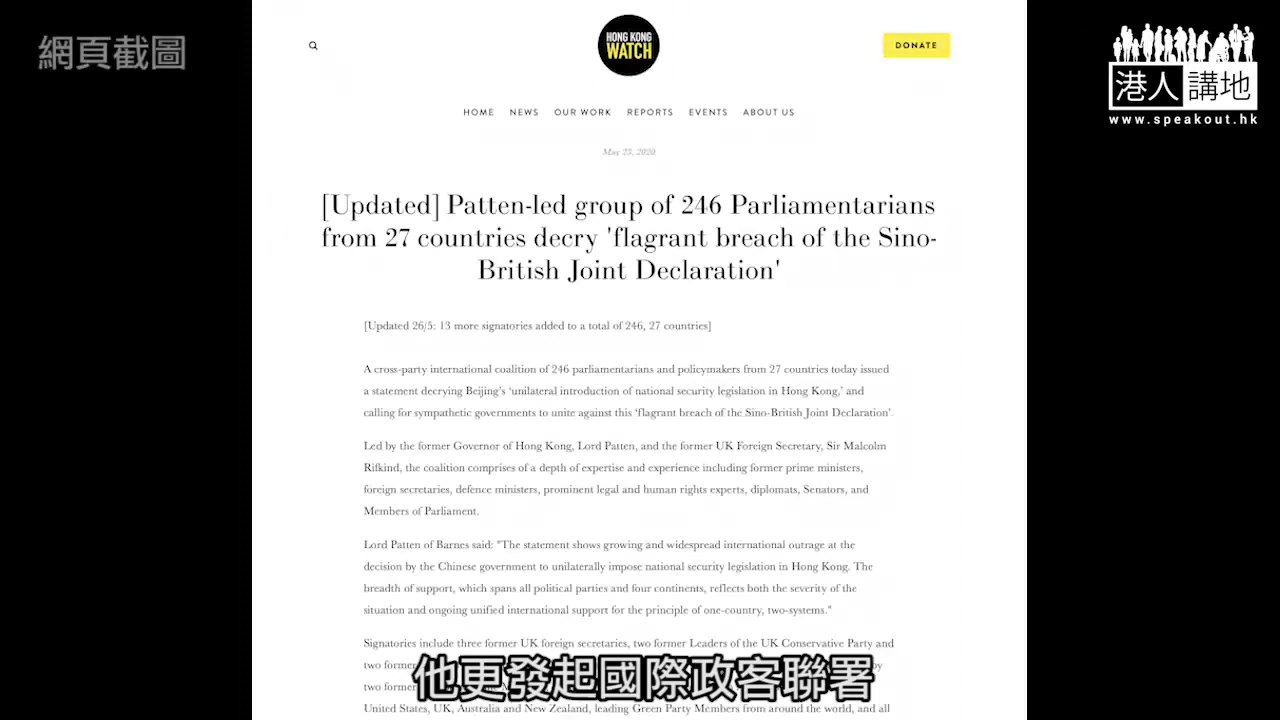 網頁截圖
HONG KONG
WATCH
DONATE
港人講地
www.speakout.hk
HOME NEWS OUR WORK REPORTS EVENTS ABOUT US
May 23, 2020
[Updated] Patten-led group of 246 Parliamentarians
from 27 countries decry 'flagrant breach of the Sino-
British Joint Declaration'
[Updated 26/5: 13 more signatories added to a total of 246, 27 countries]
A cross-party international coalition of 246 parliamentarians and policymakers from 27 countries today issued
a statement decrying Beijing's 'unilateral introduction of national security legislation in Hong Kong,' and
calling for sympathetic governments to unite against this 'flagrant breach of the Sino-British Joint Declaration'.
Led by the former Governor of Hong Kong, Lord Patten, and the former UK Foreign Secretary, Sir Malcolm
Rifkind, the coalition comprises of a depth of expertise and experience including former prime ministers,
foreign secretaries, defence ministers, prominent legal and human rights experts, diplomats, Senators, and
Members of Parliament.
Lord Patten of Barnes said: "The statement shows growing and widespread international outrage at the
decision by the Chinese government to unilaterally impose national security legislation in Hong Kong. The
breadth of support, which spans all political parties and four continents, reflects both the severity of the
situation and ongoing unified international support for the principle of one-country, two-systems."
Signatories include three former UK foreign secretaries, two former Leaders of the UK Conservative Party and
two former by
two former
United States, UK, Australia and New Zealand, leading Green Party Members from around the world, and all
他更發起國際政客聯署